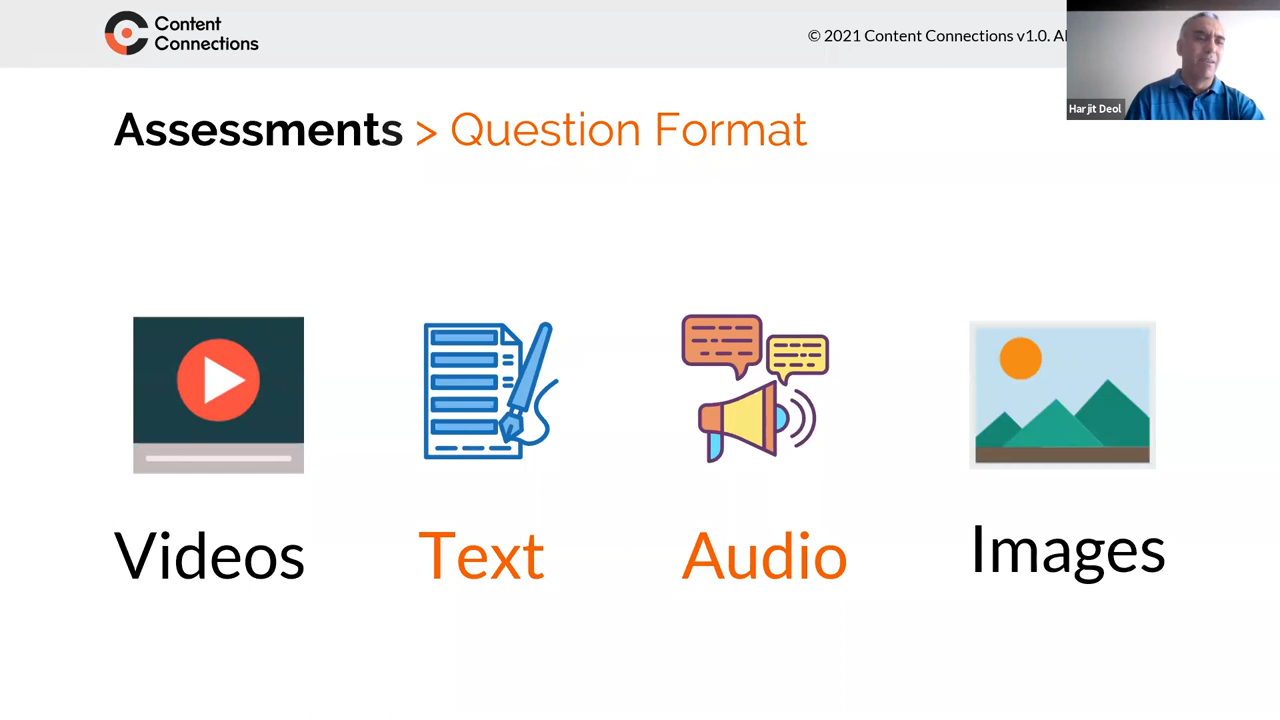 Content
Connections
© 2021 Content Connections v1.0. Al
Harjit Deol
Assessments > Question Format
Videos
Text
Audio
Images